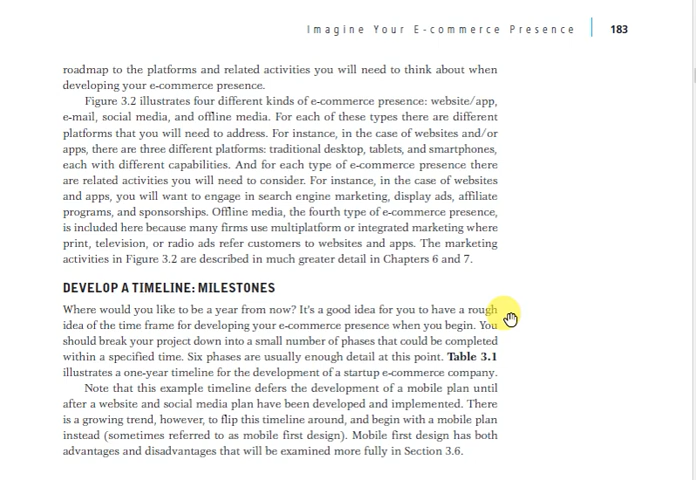 Imagine Your E-commerce Presence 183
roadmap to the platforms and related activities you will need to think about when
developing your e-commerce presence.
Figure 3.2 illustrates four different kinds of e-commerce presence: website/app,
e-mail, social media, and offline media. For each of these types there are different
platforms that you will need to address. For instance, in the case of websites and/or
apps, there are three different platforms: traditional desktop, tablets, and smartphones,
each with different capabilities. And for each type of e-commerce presence there
are related activities you will need to consider. For instance, in the case of websites
and apps, you will want to engage in search engine marketing, display ads, affiliate
programs, and sponsorships. Offline media, the fourth type of e-commerce presence,
is included here because many firms use multiplatform or integrated marketing where
print, television, or radio ads refer customers to websites and apps. The marketing
activities in Figure 3.2 are described in much greater detail in Chapters 6 and 7.
DEVELOP A TIMELINE: MILESTONES
Where would you like to be a year from now? It's a good idea for you to have a rough
idea of the time frame for developing your e-commerce presence when you begin. You
should break your project down into a small number of phases that could be completed
within a specified time. Six phases are usually enough detail at this point. Table 3.1
illustrates a one-year timeline for the development of a startup e-commerce company.
Note that this example timeline defers the development of a mobile plan until
after a website and social media plan have been developed and implemented. There
is a growing trend, however, to flip this timeline around, and begin with a mobile plan
instead (sometimes referred to as mobile first design). Mobile first design has both
advantages and disadvantages that will be examined more fully in Section 3.6.